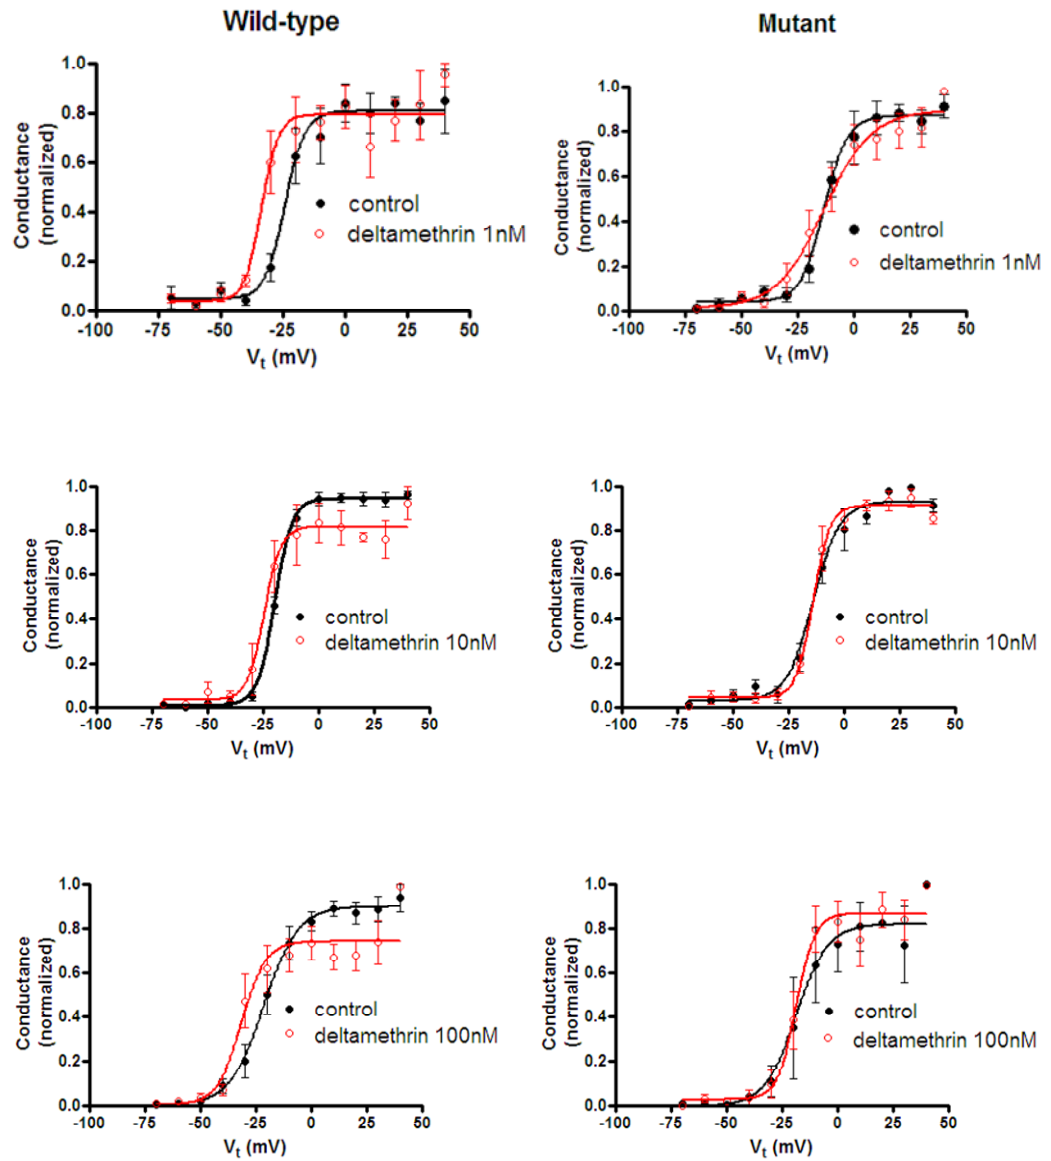 Wild-type
Mutant
1.0
0.8
0.6
0.4
0.2
0.0
Conductance
(normalized)
control
deltamethrin 1nM
-100 -75 -50 -25 0 25 50
Vt (mV)
1.0
0.8
0.6
0.4
0.2
0.0
Conductance
(normalized)
control
deltamethrin 1nM
-100 -75 -50 -25 0 25 50
Vt (mV)
1.0
0.8
0.6
0.4
0.2
0.0
Conductance
(normalized)
control
deltamethrin 10nM
-100 -75 -50 -25 0 25 50
Vt (mV)
1.0
0.8
0.6
0.4
0.2
0.0
Conductance
(normalized)
control
deltamethrin 10nM
-100 -75 -50 -25 0 25 50
Vt (mV)
1.0
0.8
0.6
0.4
0.2
0.0
Conductance
(normalized)
control
deltamethrin 100nM
-100 -75 -50 -25 0 25 50
Vt (mV)
1.0
0.8
0.6
0.4
0.2
0.0
Conductance
(normalized)
control
deltamethrin 100nM
-100 -75 -50 -25 0 25 50
Vt (mV)